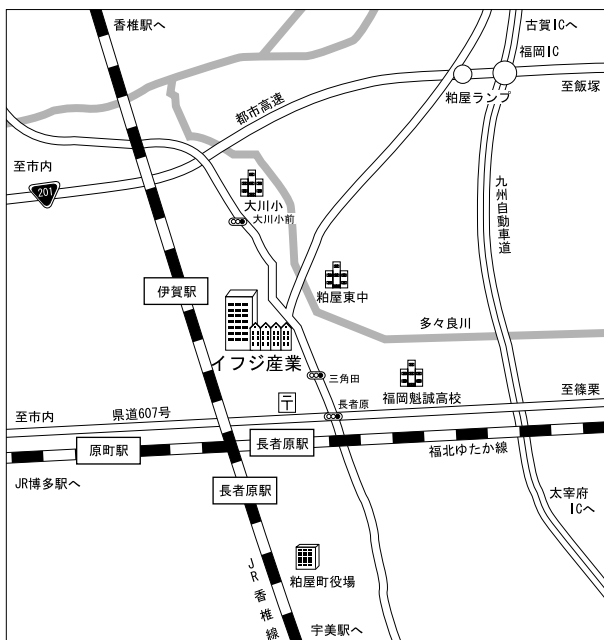 香椎駅へ
古賀ICへ
福岡IC
粕屋ランプ
至飯塚
都市高速
至市内
201
大川小
大川小前
九州自動車道
伊賀駅
粕屋東中
多々良川
イフジ産業
三角田
福岡魁誠高校
〒
長者原
至篠栗
至市内
県道607号
原町駅
長者原駅
福北ゆたか線
JR博多駅へ
長者原駅
太宰府
ICへ
JR香椎線
粕屋町役場
宇美駅へ